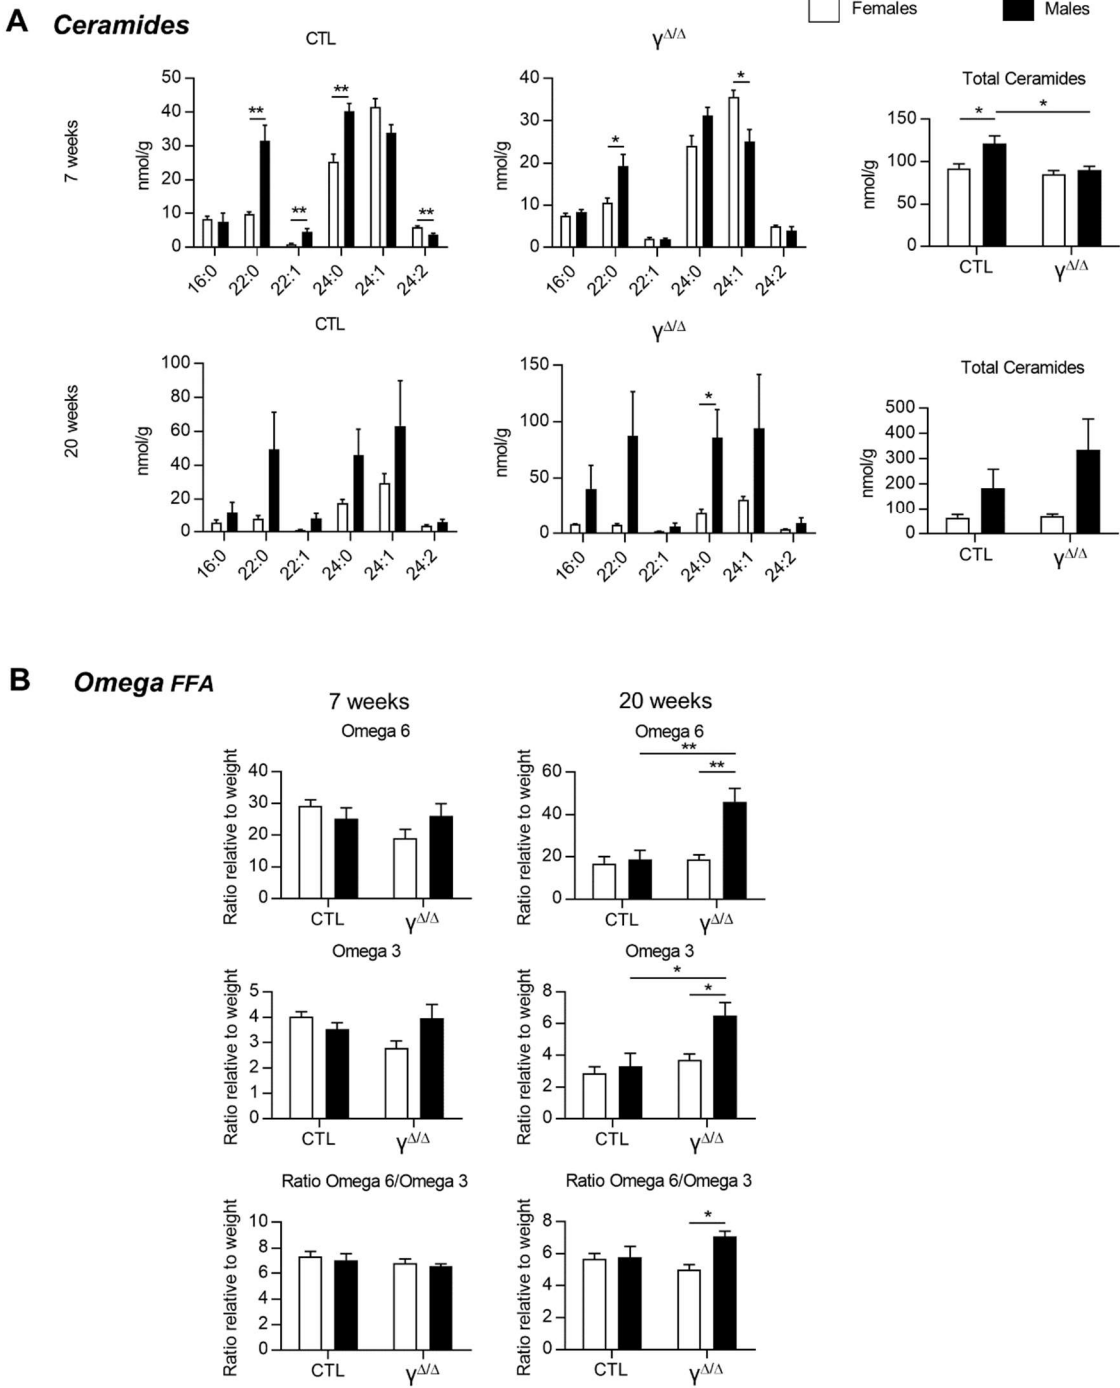 Females Males
A Ceramides
CTL
γΔ/Δ
7 weeks
nmol/g
50
40
30
20
10
0
** ** ** **
16:0 22:0 22:1 24:0 24:1 24:2
nmol/g
40
30
20
10
0
* *
16:0 22:0 22:1 24:0 24:1 24:2
Total Ceramides
nmol/g
150
100
50
0
* *
CTL γΔ/Δ
20 weeks
CTL
nmol/g
100
80
60
40
20
0
16:0 22:0 22:1 24:0 24:1 24:2
γΔ/Δ
nmol/g
150
100
50
0
*
16:0 22:0 22:1 24:0 24:1 24:2
Total Ceramides
nmol/g
500
400
300
200
100
0
CTL γΔ/Δ
B Omega FFA
7 weeks
20 weeks
Omega 6
Ratio relative to weight
40
30
20
10
0
CTL γΔ/Δ
Omega 6
Ratio relative to weight
60
40
20
0
**
**
CTL γΔ/Δ
Omega 3
Ratio relative to weight
5
4
3
2
1
0
CTL γΔ/Δ
Omega 3
Ratio relative to weight
8
6
4
2
0
*
*
CTL γΔ/Δ
Ratio Omega 6/Omega 3
Ratio relative to weight
10
8
6
4
2
0
CTL γΔ/Δ
Ratio Omega 6/Omega 3
Ratio relative to weight
8
6
4
2
0
*
CTL γΔ/Δ